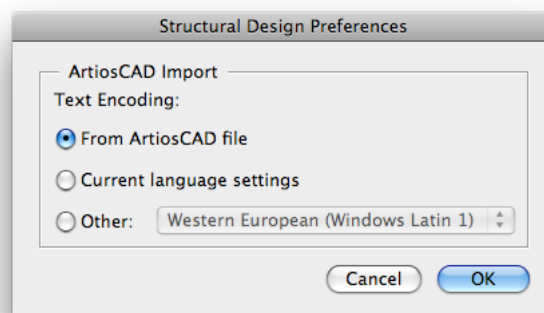 Structural Design Preferences
ArtiosCAD Import
Text Encoding:
From ArtiosCAD file
Current language settings
Other: Western European (Windows Latin 1)
Cancel OK